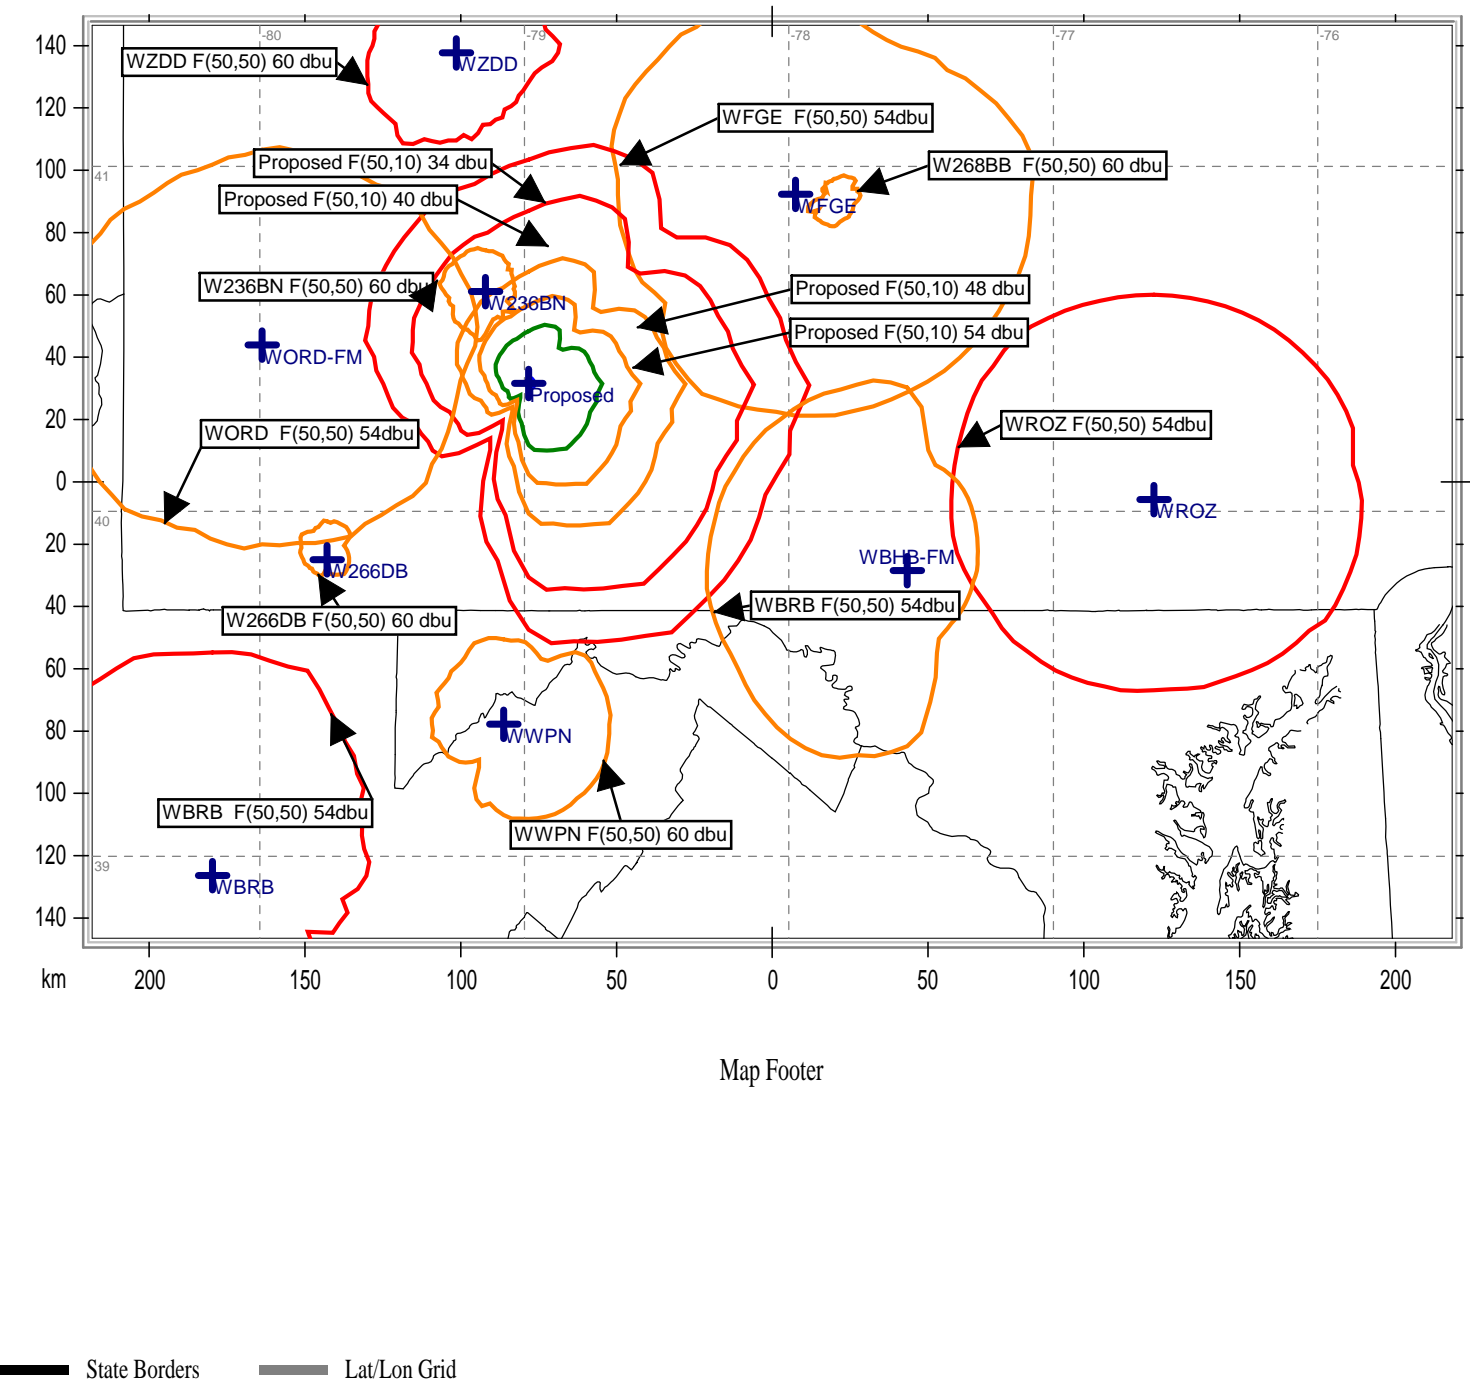 140
-80
-79
-78
-77
-76
WZDD F(50,50) 60 dbu
WZDD
120
WFGE F(50,50) 54dbu
100
41
Proposed F(50,10) 34 dbu
W268BB F(50,50) 60 dbu
Proposed F(50,10) 40 dbu
WFGE
80
W236BN F(50,50) 60 dbu
Proposed F(50,10) 48 dbu
60
W236BN
Proposed F(50,10) 54 dbu
40
WORD-FM
Proposed
20
WORD F(50,50) 54dbu
WROZ F(50,50) 54dbu
0
40
WROZ
20
W266DB
WBHB-FM
40
W266DB F(50,50) 60 dbu
WBRB F(50,50) 54dbu
60
80
WWPN
100
WBRB F(50,50) 54dbu
WWPN F(50,50) 60 dbu
120
39
WBRB
140
km
200
150
100
50
0
50
100
150
200
Map Footer
State Borders
Lat/Lon Grid